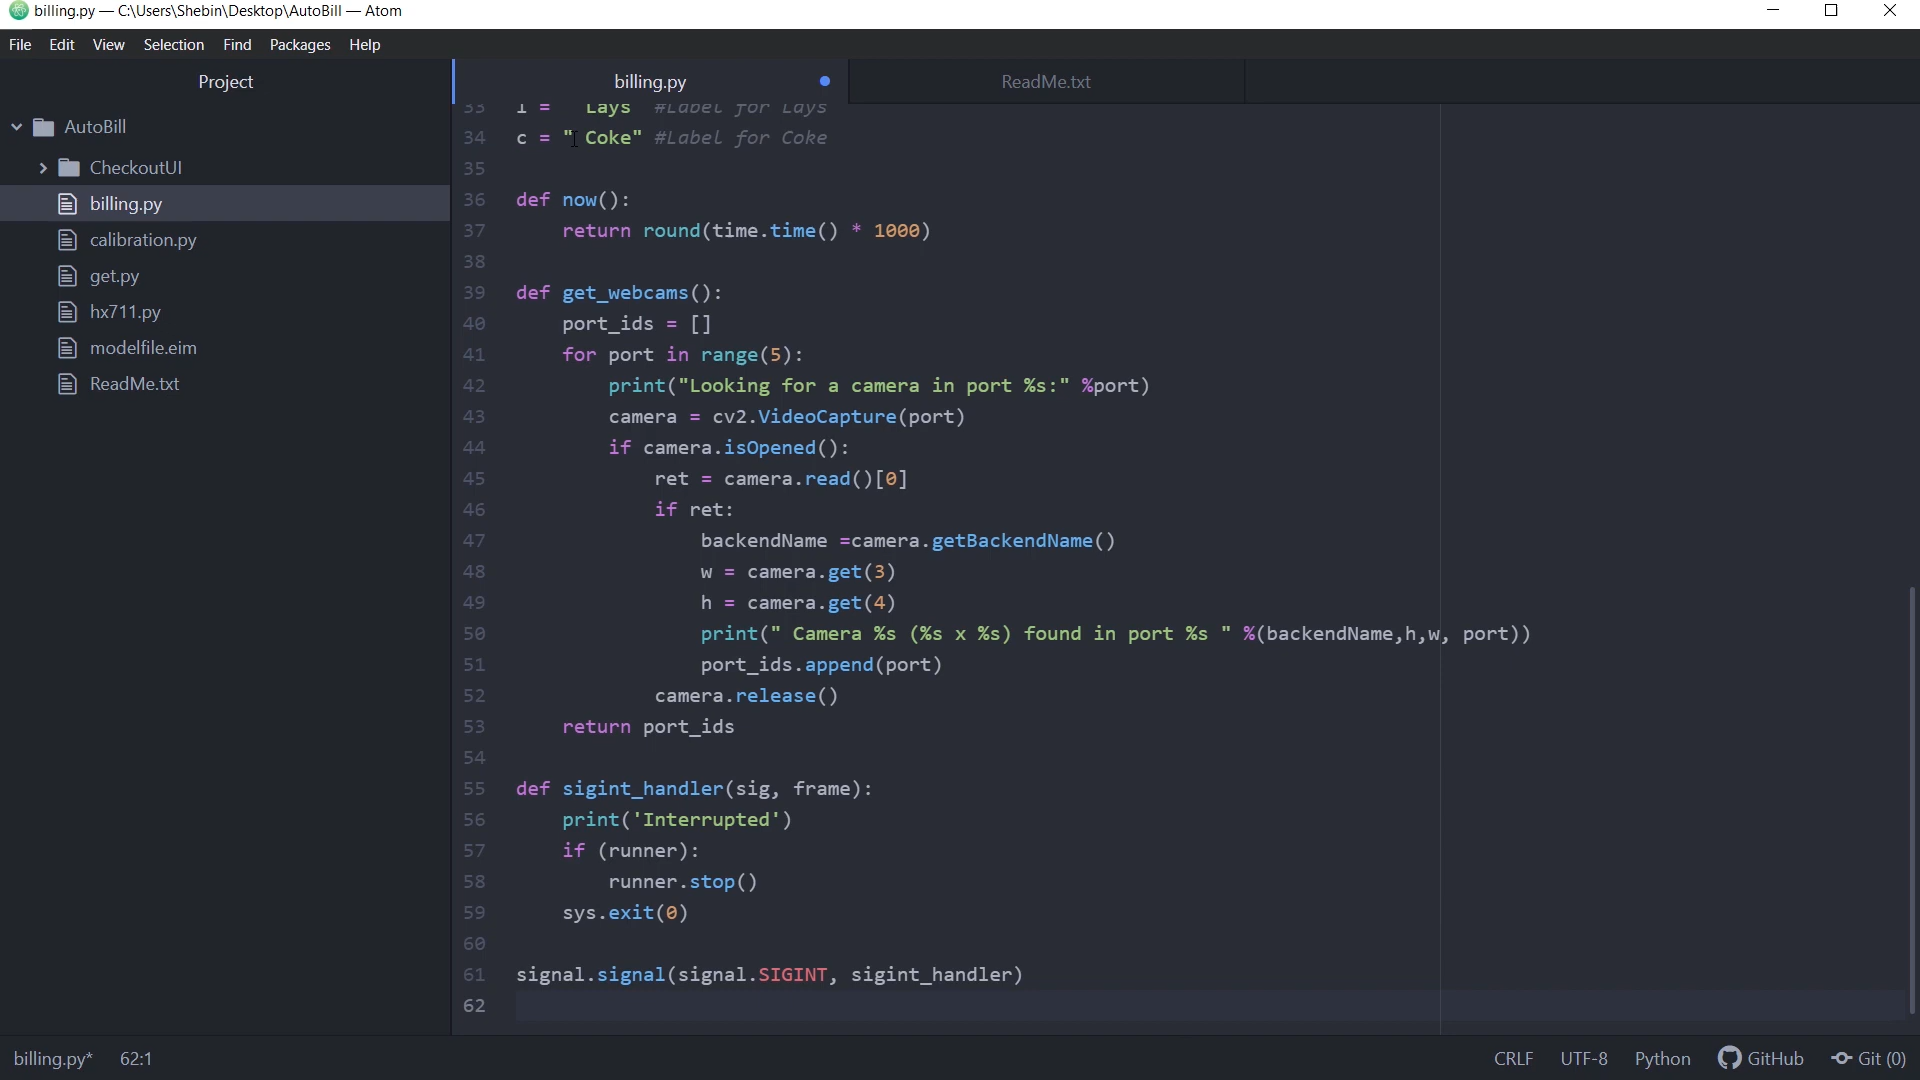 billing.py — C:\Users\Shebin\Desktop\AutoBill — Atom
File Edit View Selection Find Packages Help
Project
AutoBill
CheckoutUI
billing.py
calibration.py
get.py
hx711.py
modelfile.eim
ReadMe.txt
billing.py ReadMe.txt
33 l = " Lays" #Label for Lays
34 c = " Coke" #Label for Coke
35
36 def now():
37     return round(time.time() * 1000)
38
39 def get_webcams():
40     port_ids = []
41     for port in range(5):
42         print("Looking for a camera in port %s:" %port)
43         camera = cv2.VideoCapture(port)
44         if camera.isOpened():
45             ret = camera.read()[0]
46             if ret:
47                 backendName =camera.getBackendName()
48                 w = camera.get(3)
49                 h = camera.get(4)
50                 print(" Camera %s (%s x %s) found in port %s " %(backendName,h,w, port))
51                 port_ids.append(port)
52             camera.release()
53     return port_ids
54
55 def sigint_handler(sig, frame):
56     print('Interrupted')
57     if (runner):
58         runner.stop()
59     sys.exit(0)
60
61 signal.signal(signal.SIGINT, sigint_handler)
62
billing.py* 62:1 CRLF UTF-8 Python GitHub Git (0)